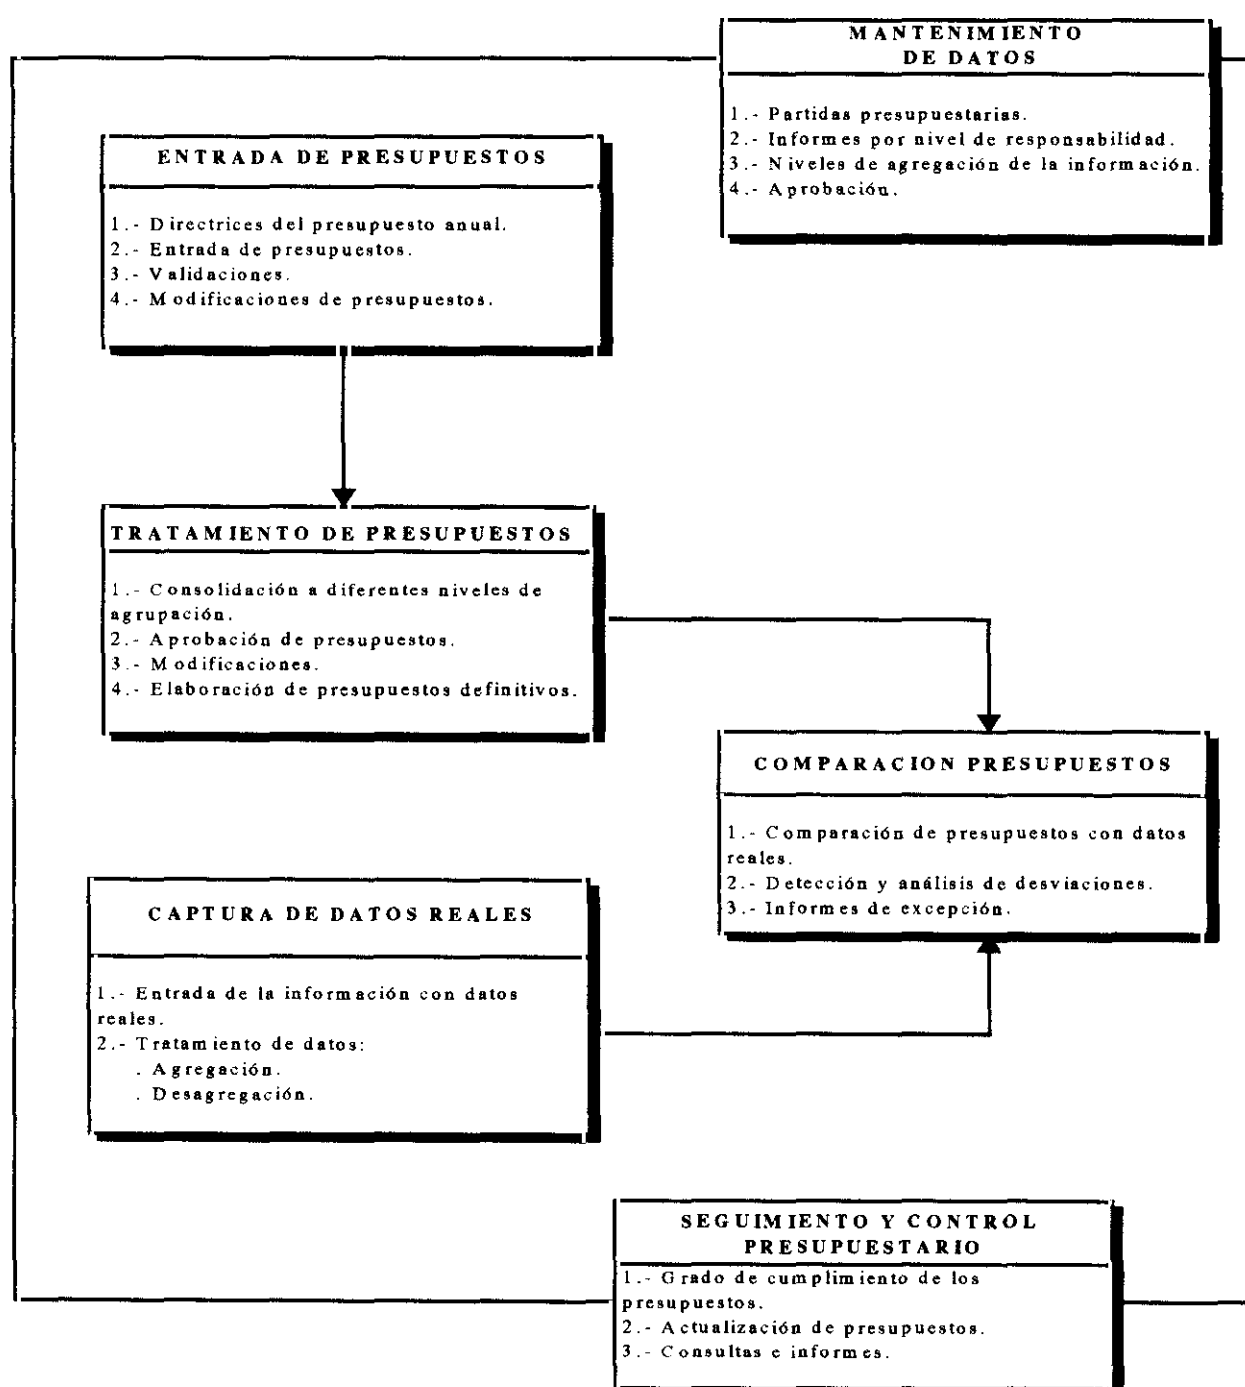 MANTENIMIENTO
DE DATOS
1.- Partidas presupuestarias.
2.- Informes por nivel de responsabilidad.
3.- Niveles de agregación de la información.
4.- Aprobación.
ENTRADA DE PRESUPUESTOS
1.- Directrices del presupuesto anual.
2.- Entrada de presupuestos.
3.- Validaciones.
4.- Modificaciones de presupuestos.
TRATAMIENTO DE PRESUPUESTOS
1.- Consolidación a diferentes niveles de
agrupación.
2.- Aprobación de presupuestos.
3.- Modificaciones.
4.- Elaboración de presupuestos definitivos.
COMPARACION PRESUPUESTOS
1.- Comparación de presupuestos con datos
reales.
2.- Detección y análisis de desviaciones.
3.- Informes de excepción.
CAPTURA DE DATOS REALES
1.- Entrada de la información con datos
reales.
2.- Tratamiento de datos:
. Agregación.
. Desagregación.
SEGUIMIENTO Y CONTROL
PRESUPUESTARIO
1.- Grado de cumplimiento de los
presupuestos.
2.- Actualización de presupuestos.
3.- Consultas e informes.